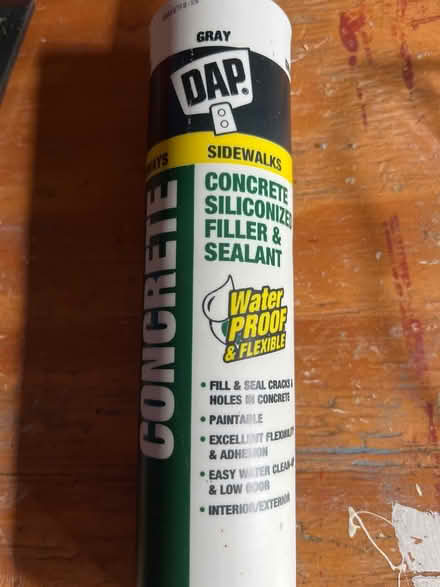 GRAY
DAP.
SIDEWALKS
CONCRETE
CONCRETE
SILICONIZED
FILLER &
SEALANT
Water
PROOF
& FLEXIBLE
• FILL & SEAL CRACKS &
HOLES IN CONCRETE
• PAINTABLE
• EXCELLENT FLEXIBILI
& ADHESION
• EASY WATER CLEAN-
& LOW ODOR
• INTERIOR/EXTERIOR